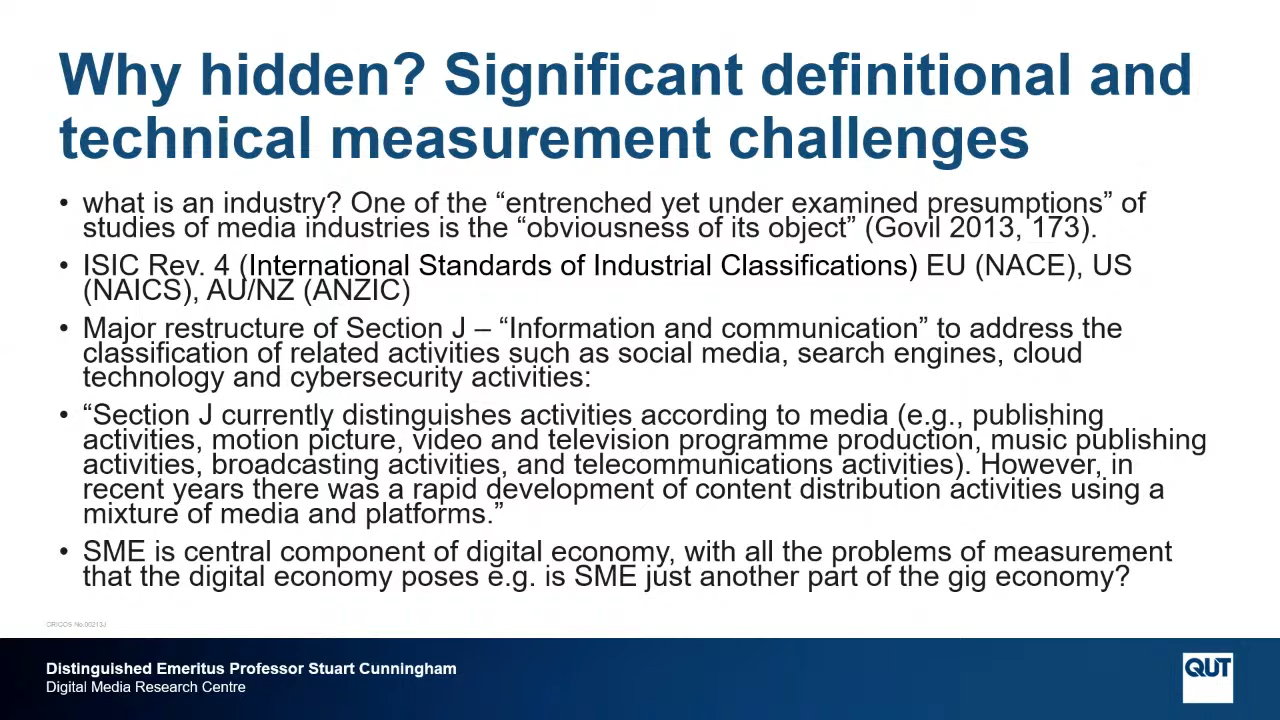 Why hidden? Significant definitional and
technical measurement challenges
• what is an industry? One of the “entrenched yet under examined presumptions” of
studies of media industries is the “obviousness of its object” (Govil 2013, 173).
• ISIC Rev. 4 (International Standards of Industrial Classifications) EU (NACE), US
(NAICS), AU/NZ (ANZIC)
• Major restructure of Section J – “Information and communication” to address the
classification of related activities such as social media, search engines, cloud
technology and cybersecurity activities:
• “Section J currently distinguishes activities according to media (e.g., publishing
activities, motion picture, video and television programme production, music publishing
activities, broadcasting activities, and telecommunications activities). However, in
recent years there was a rapid development of content distribution activities using a
mixture of media and platforms.”
• SME is central component of digital economy, with all the problems of measurement
that the digital economy poses e.g. is SME just another part of the gig economy?
CRICOS No.00213J
Distinguished Emeritus Professor Stuart Cunningham
Digital Media Research Centre
QUT